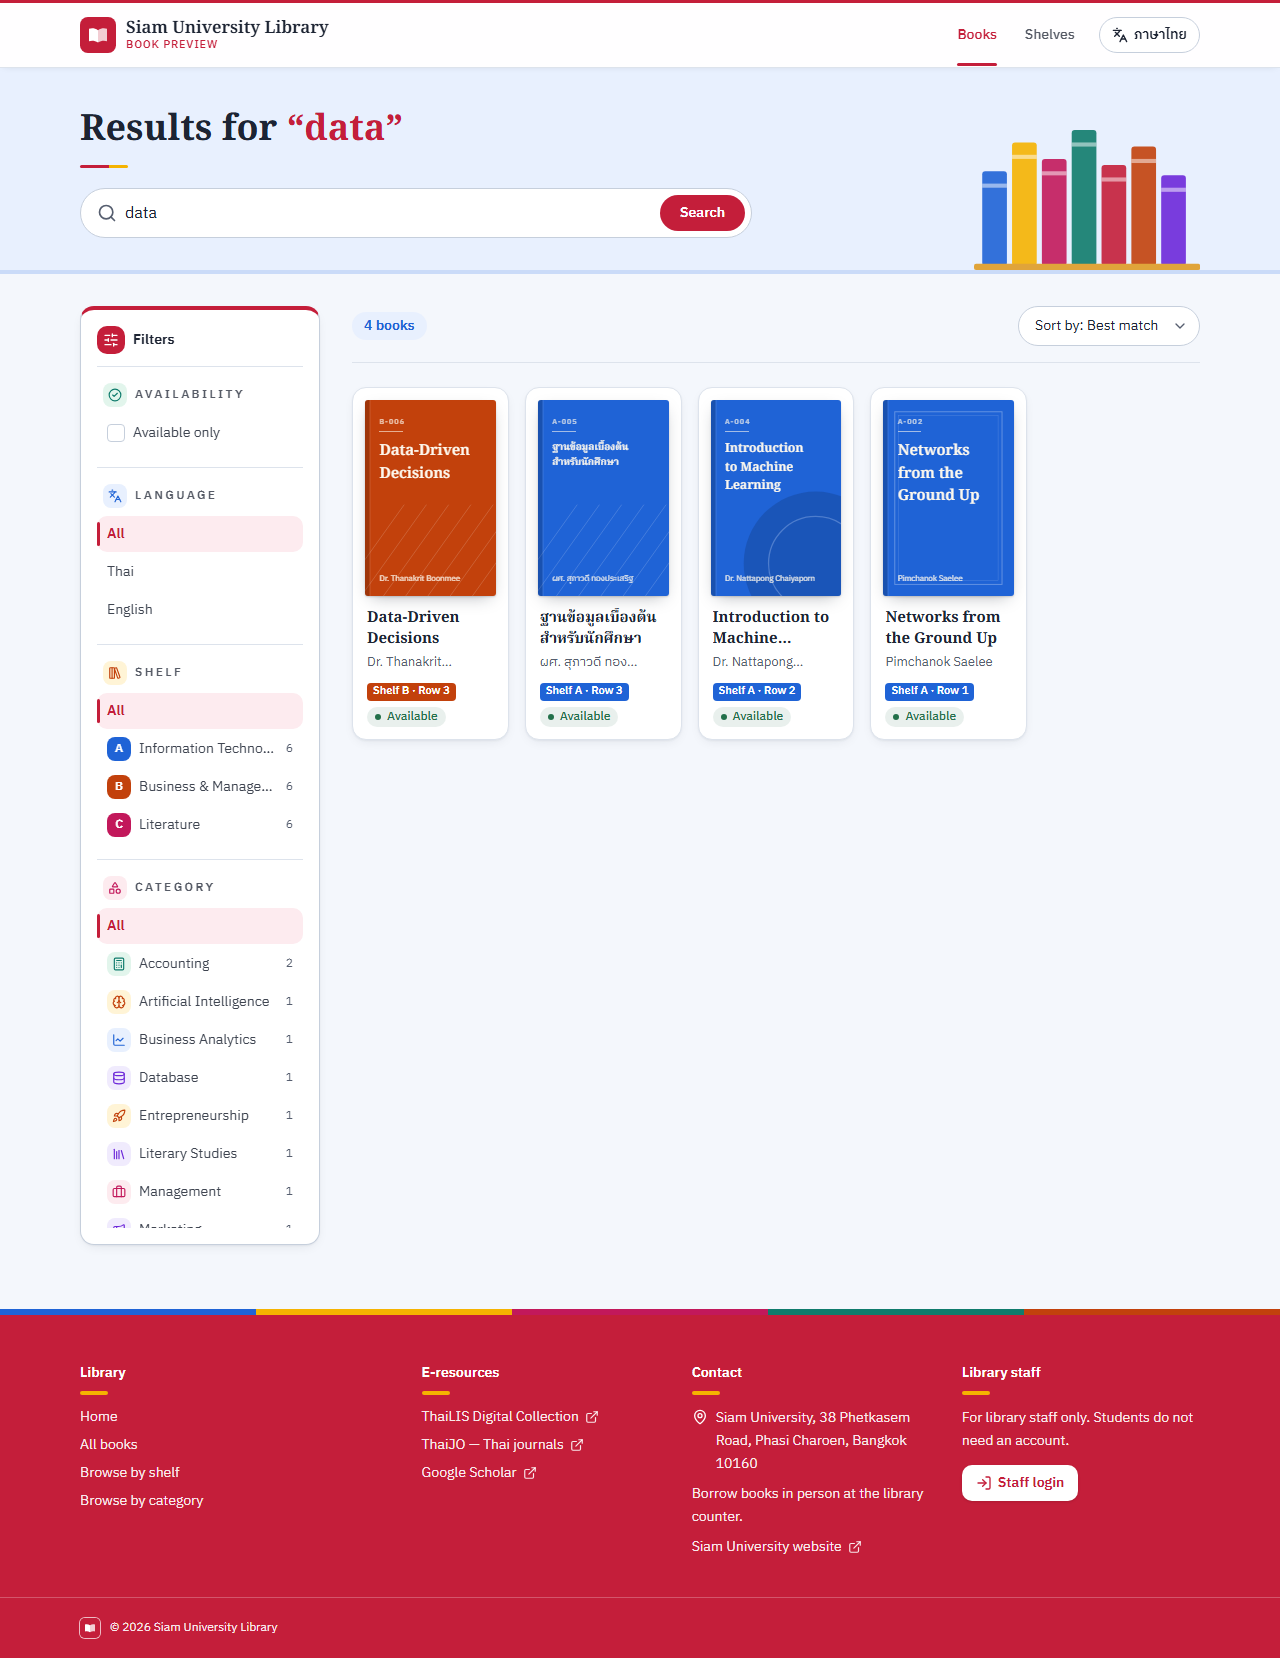 Siam University Library
BOOK PREVIEW
Books
Shelves
ภาษาไทย
Results for “data”
data
Search
Filters
AVAILABILITY
Available only
LANGUAGE
All
Thai
English
SHELF
All
A Information Techno... 6
B Business & Manage... 6
C Literature 6
CATEGORY
All
Accounting 2
Artificial Intelligence 1
Business Analytics 1
Database 1
Entrepreneurship 1
Literary Studies 1
Management 1
Marketing 1
4 books
Sort by: Best match
B-006
Data-Driven
Decisions
Dr. Thanakrit Boonmee
Data-Driven
Decisions
Dr. Thanakrit...
Shelf B · Row 3
Available
A-005
ฐานข้อมูลเบื้องต้น
สำหรับนักศึกษา
ผศ. สุภาวดี ทองประเสริฐ
ฐานข้อมูลเบื้องต้น
สำหรับนักศึกษา
ผศ. สุภาวดี ทอง...
Shelf A · Row 3
Available
A-004
Introduction
to Machine
Learning
Dr. Nattapong Chaiyaporn
Introduction to
Machine...
Dr. Nattapong...
Shelf A · Row 2
Available
A-002
Networks
from the
Ground Up
Pimchanok Saelee
Networks from
the Ground Up
Pimchanok Saelee
Shelf A · Row 1
Available
Library
Home
All books
Browse by shelf
Browse by category
E-resources
ThaiLIS Digital Collection
ThaiJO — Thai journals
Google Scholar
Contact
Siam University, 38 Phetkasem
Road, Phasi Charoen, Bangkok
10160
Borrow books in person at the library
counter.
Siam University website
Library staff
For library staff only. Students do not
need an account.
Staff login
© 2026 Siam University Library